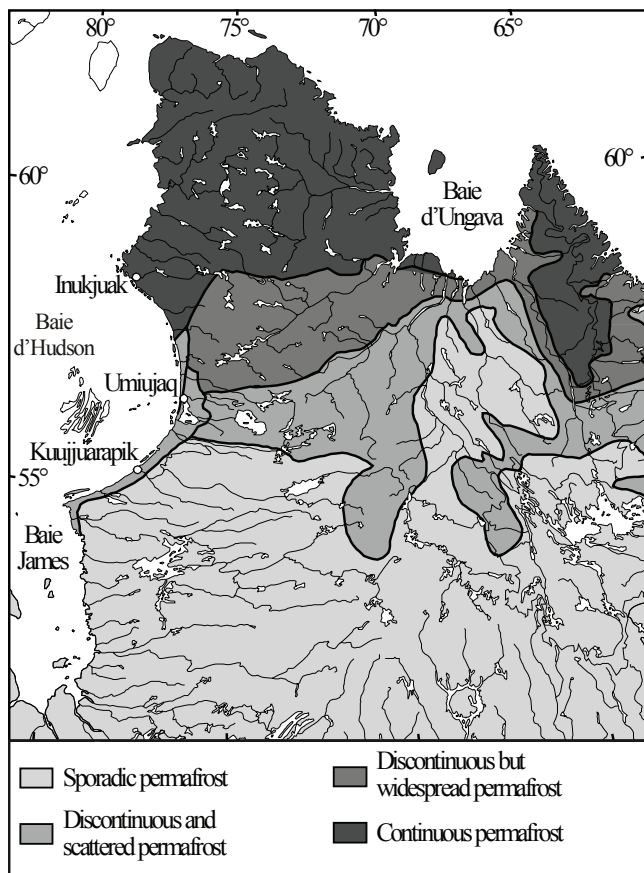 80°
75°
70°
65°
60°
60°
Baie
d'Ungava
Inukjuak
Baie
d'Hudson
Umiujaq
Kuujjuarapik
55°
Baie
James
Sporadic permafrost
Discontinuous and
scattered permafrost
Discontinuous but
widespread permafrost
Continuous permafrost